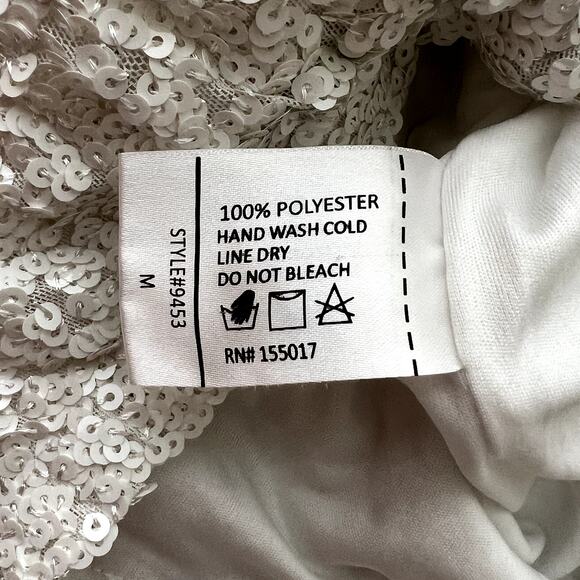 100% POLYESTER
HAND WASH COLD
LINE DRY
DO NOT BLEACH
RN# 155017
STYLE#9453
M